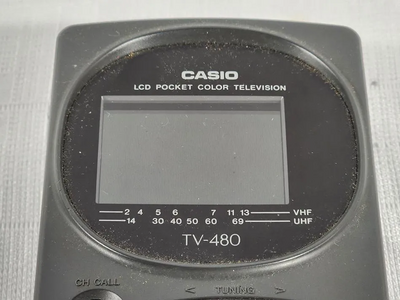 CASIO
LCD POCKET COLOR TELEVISION
2 4 5 6 7 11 13 VHF
14 30 40 50 60 69 UHF
TV-480
CH CALL < TUNING >